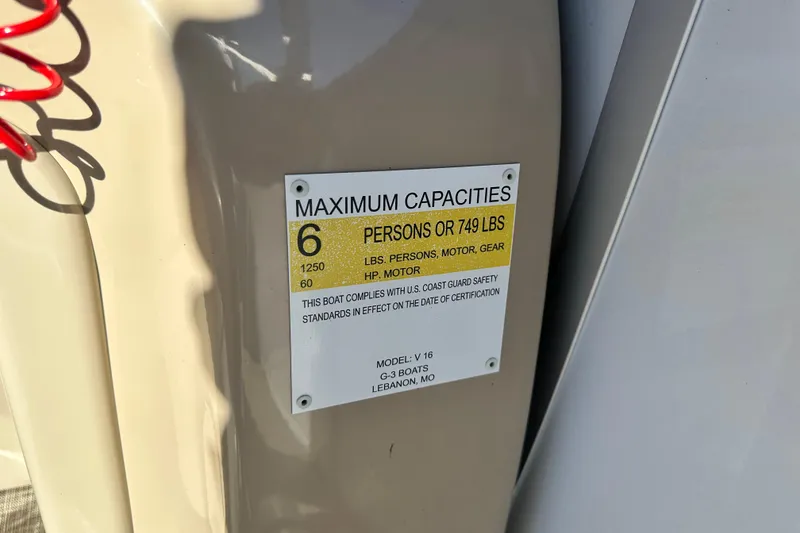 MAXIMUM CAPACITIES
6 PERSONS OR 749 LBS
1250 LBS. PERSONS, MOTOR, GEAR
60 HP. MOTOR
THIS BOAT COMPLIES WITH U.S. COAST GUARD SAFETY
STANDARDS IN EFFECT ON THE DATE OF CERTIFICATION
MODEL: V 16
G-3 BOATS
LEBANON, MO